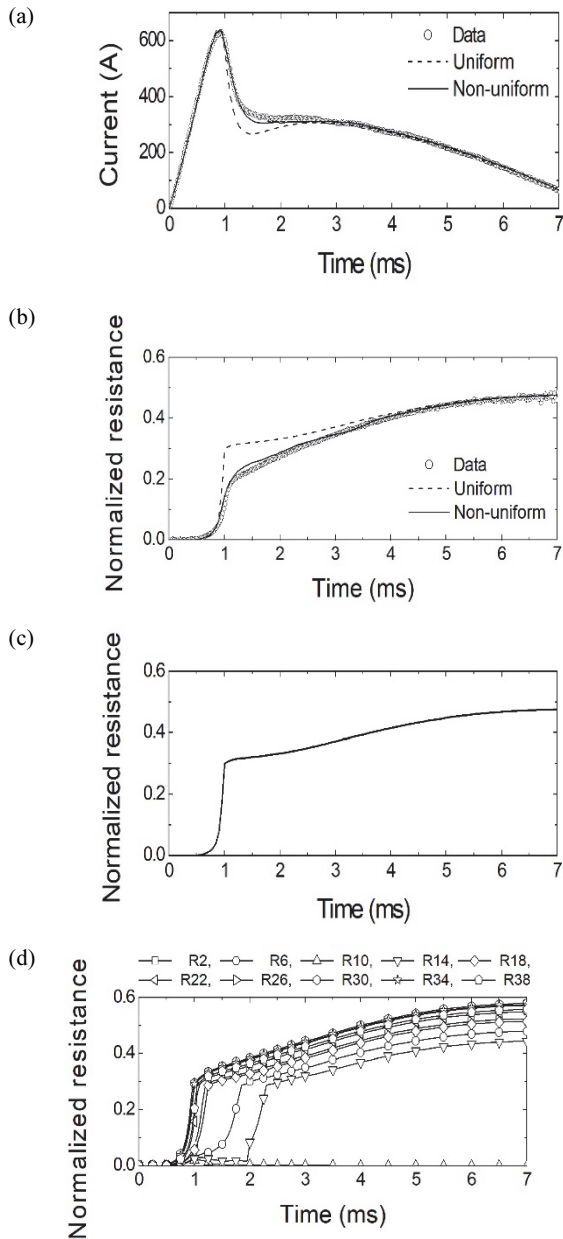 (a)
Current (A)
600
400
200
0
Data
Uniform
Non-uniform
0 1 2 3 4 5 6 7
Time (ms)
(b)
Normalized resistance
0.6
0.4
0.2
0.0
Data
Uniform
Non-uniform
0 1 2 3 4 5 6 7
Time (ms)
(c)
Normalized resistance
0.6
0.4
0.2
0.0
0 1 2 3 4 5 6 7
Time (ms)
(d)
R2, R6, R10, R14, R18,
R22, R26, R30, R34, R38
Normalized resistance
0.6
0.4
0.2
0.0
0 1 2 3 4 5 6 7
Time (ms)